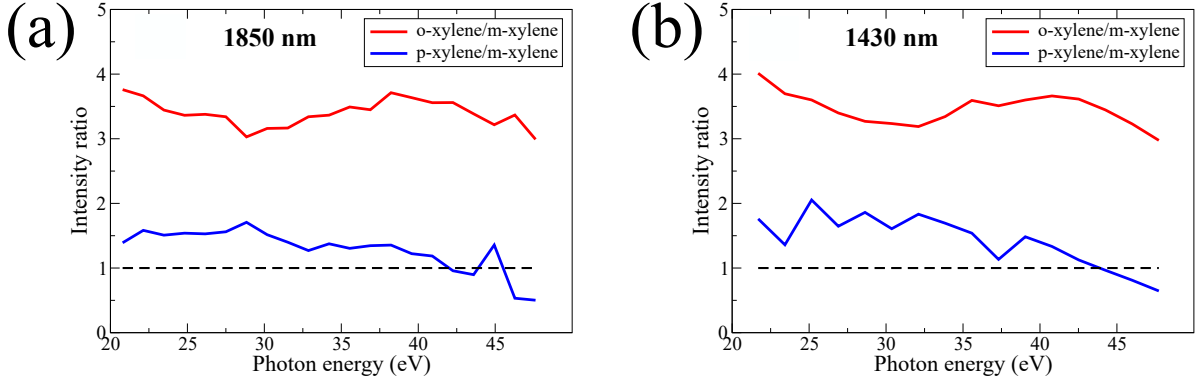 (a)
1850 nm
o-xylene/m-xylene
p-xylene/m-xylene
Intensity ratio
5
4
3
2
1
0
20 25 30 35 40 45
Photon energy (eV)
(b)
1430 nm
o-xylene/m-xylene
p-xylene/m-xylene
Intensity ratio
5
4
3
2
1
0
20 25 30 35 40 45
Photon energy (eV)